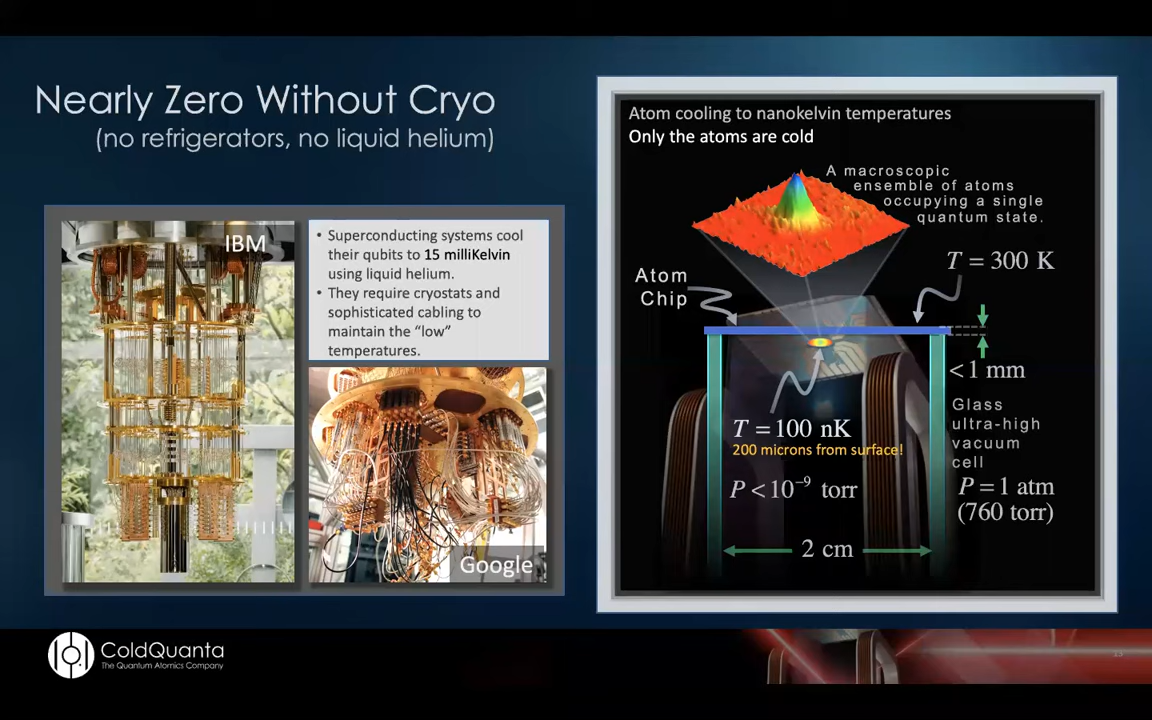 Nearly Zero Without Cryo
(no refrigerators, no liquid helium)
IBM
• Superconducting systems cool
their qubits to 15 milliKelvin
using liquid helium.
• They require cryostats and
sophisticated cabling to
maintain the “low”
temperatures.
Google
Atom cooling to nanokelvin temperatures
Only the atoms are cold
A macroscopic
ensemble of atoms
occupying a single
quantum state.
T = 300 K
Atom
Chip
< 1 mm
T = 100 nK
200 microns from surface!
P < 10⁻⁹ torr
Glass
ultra-high
vacuum
cell
P = 1 atm
(760 torr)
2 cm
ColdQuanta
The Quantum Atomics Company